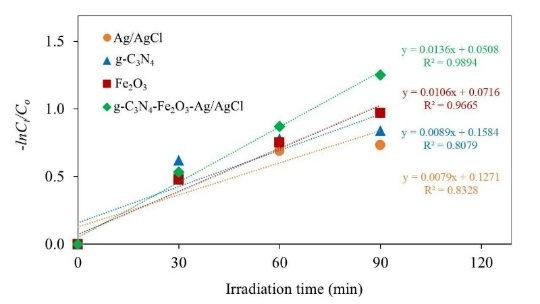 -lnCₜ/Cₒ
1.5
1.0
0.5
0.0
0
30
60
90
120
Irradiation time (min)
Ag/AgCl
g-C₃N₄
Fe₂O₃
g-C₃N₄-Fe₂O₃-Ag/AgCl
y = 0.0136x + 0.0508
R² = 0.9894
y = 0.0106x + 0.0716
R² = 0.9665
y = 0.0089x + 0.1584
R² = 0.8079
y = 0.0079x + 0.1271
R² = 0.8328